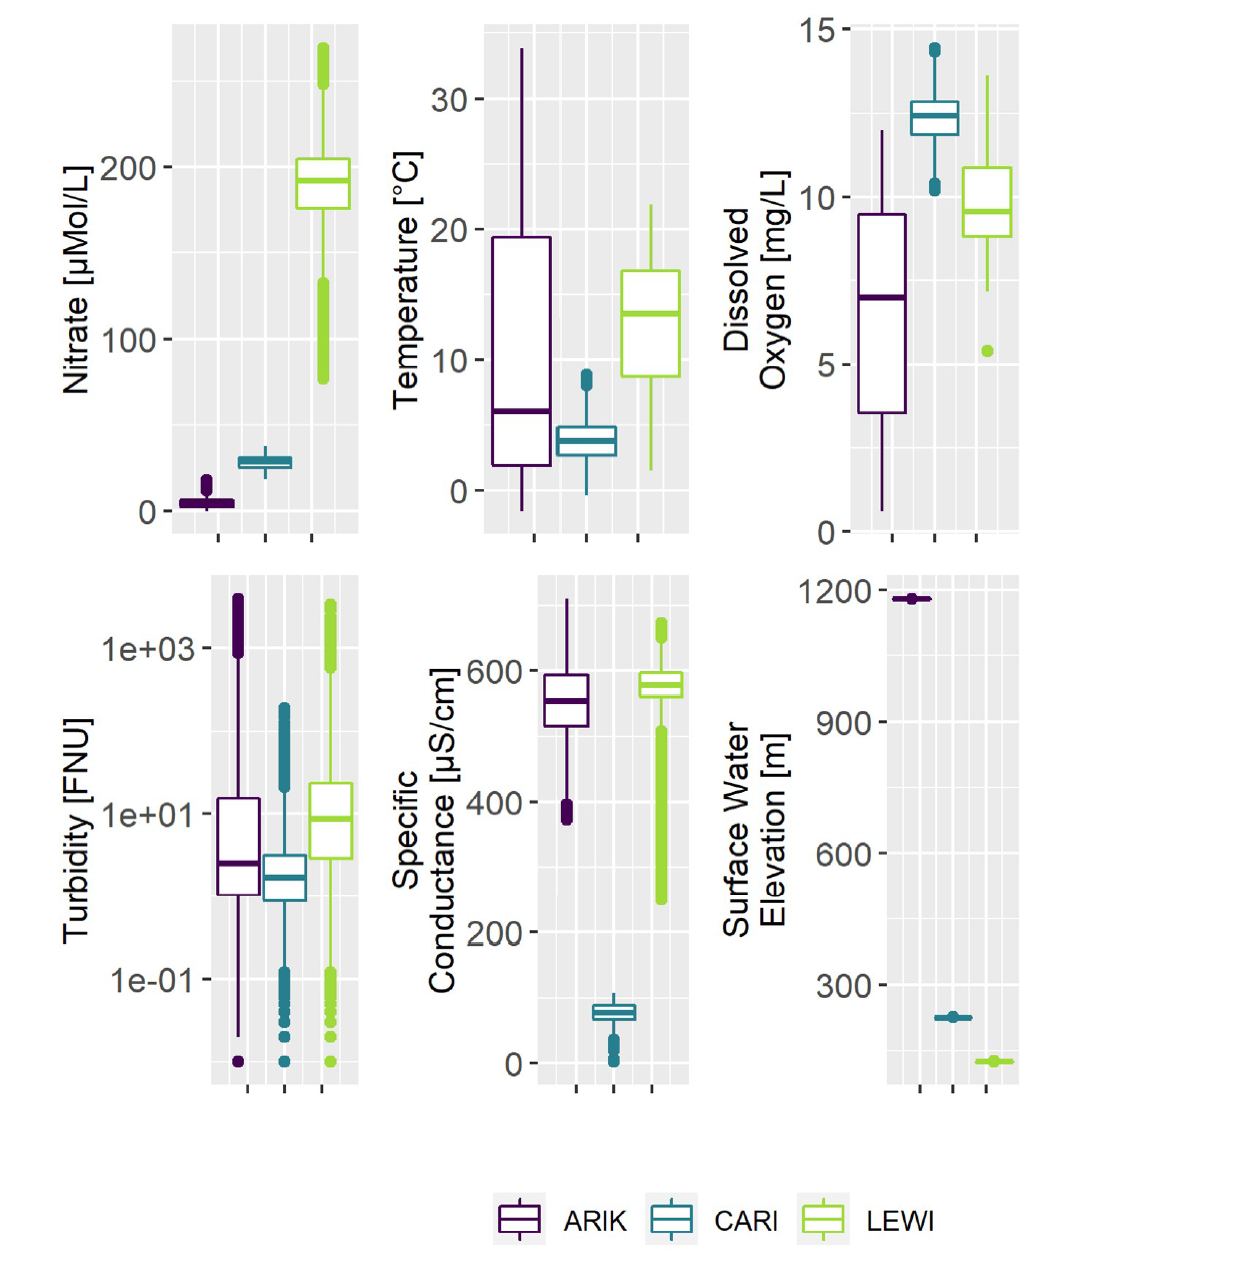 Nitrate [µMol/L]
200
100
0
Temperature [°C]
30
20
10
0
Dissolved
Oxygen [mg/L]
15
10
5
0
Turbidity [FNU]
1e+03
1e+01
1e-01
Specific
Conductance [µS/cm]
600
400
200
0
Surface Water
Elevation [m]
1200
900
600
300
ARIK CARI LEWI